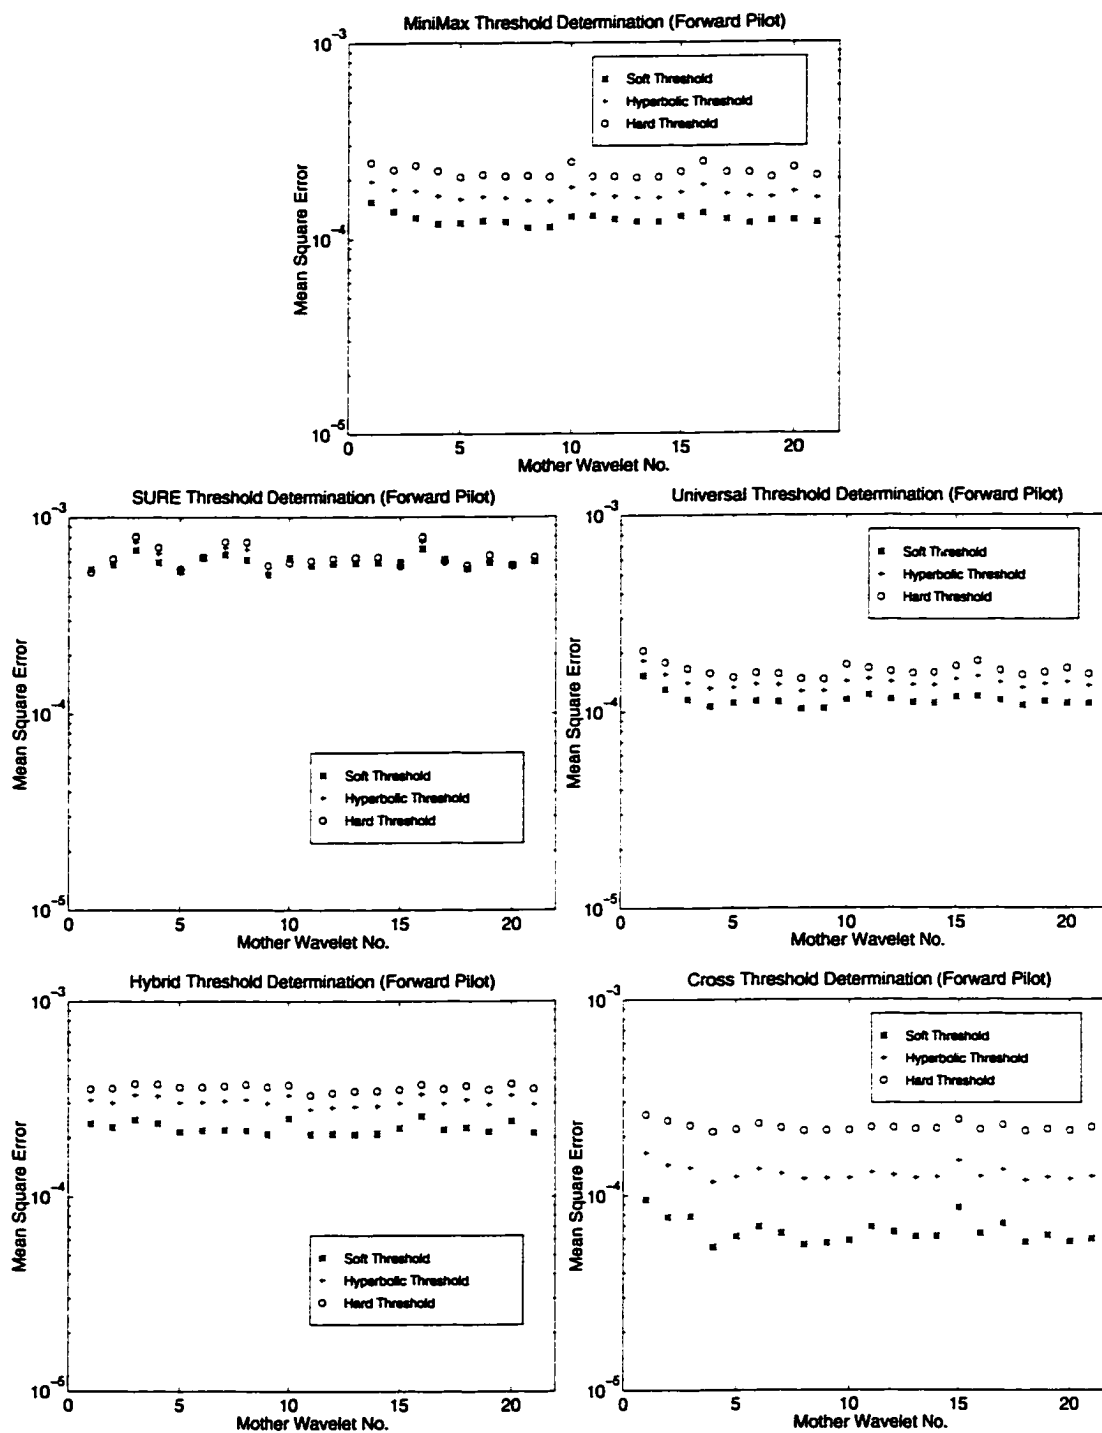 MiniMax Threshold Determination (Forward Pilot)
10⁻³
Soft Threshold
Hyperbolic Threshold
Hard Threshold
Mean Square Error
10⁻⁴
10⁻⁵
0 5 10 15 20
Mother Wavelet No.
SURE Threshold Determination (Forward Pilot)
10⁻³
Mean Square Error
10⁻⁴
Soft Threshold
Hyperbolic Threshold
Hard Threshold
10⁻⁵
0 5 10 15 20
Mother Wavelet No.
Universal Threshold Determination (Forward Pilot)
10⁻³
Soft Threshold
Hyperbolic Threshold
Hard Threshold
Mean Square Error
10⁻⁴
10⁻⁵
0 5 10 15 20
Mother Wavelet No.
Hybrid Threshold Determination (Forward Pilot)
10⁻³
Mean Square Error
10⁻⁴
Soft Threshold
Hyperbolic Threshold
Hard Threshold
10⁻⁵
0 5 10 15 20
Mother Wavelet No.
Cross Threshold Determination (Forward Pilot)
10⁻³
Soft Threshold
Hyperbolic Threshold
Hard Threshold
Mean Square Error
10⁻⁴
10⁻⁵
0 5 10 15 20
Mother Wavelet No.